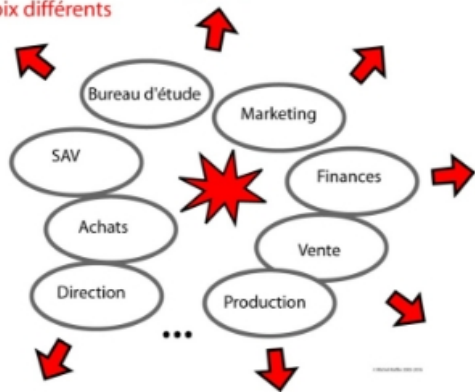 oix différents
Bureau d'étude
Marketing
SAV
Finances
Achats
Vente
Direction
Production
...